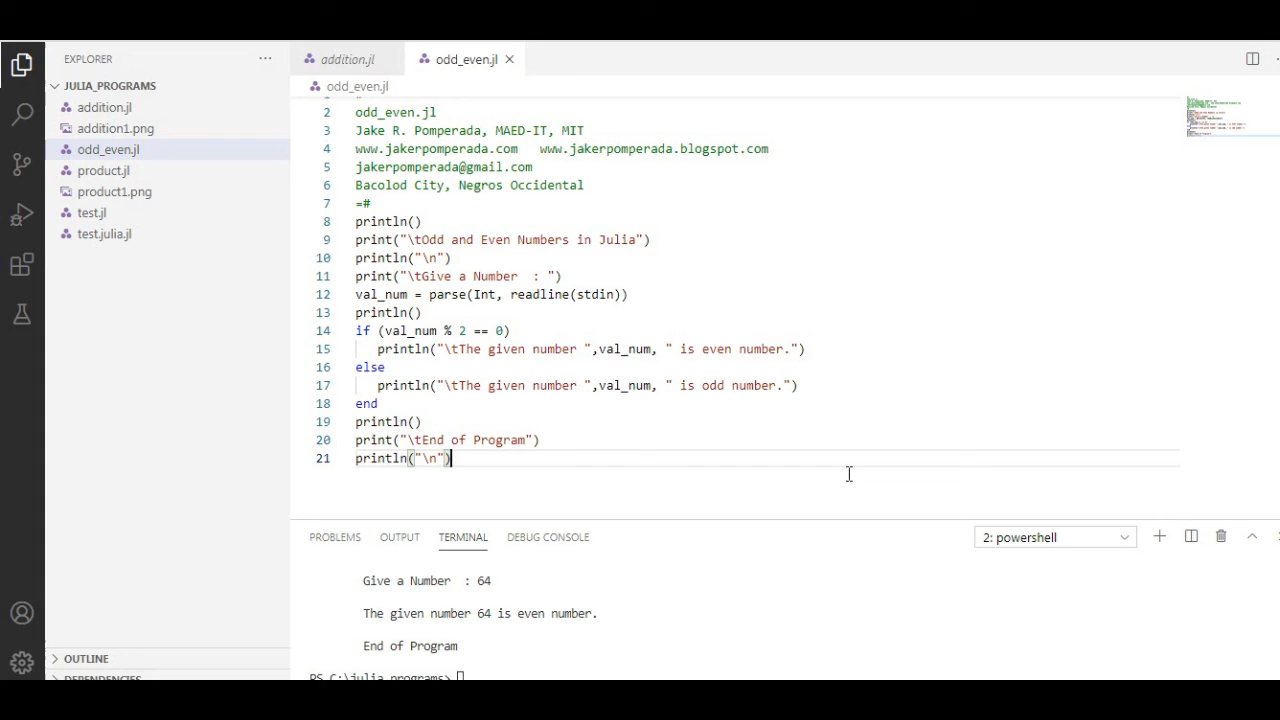 EXPLORER
JULIA_PROGRAMS
addition.jl
addition1.png
odd_even.jl
product.jl
product1.png
test.jl
test.julia.jl
OUTLINE
addition.jl
odd_even.jl
odd_even.jl
2 odd_even.jl
3 Jake R. Pomperada, MAED-IT, MIT
4 www.jakerpomperada.com www.jakerpomperada.blogspot.com
5 jakerpomperada@gmail.com
6 Bacolod City, Negros Occidental
7 =#
8 println()
9 print("\tOdd and Even Numbers in Julia")
10 println("\n")
11 print("\tGive a Number  : ")
12 val_num = parse(Int, readline(stdin))
13 println()
14 if (val_num % 2 == 0)
15 println("\tThe given number ",val_num, " is even number.")
16 else
17 println("\tThe given number ",val_num, " is odd number.")
18 end
19 println()
20 print("\tEnd of Program")
21 println("\n")
PROBLEMS OUTPUT TERMINAL DEBUG CONSOLE 2: powershell
Give a Number  : 64
The given number 64 is even number.
End of Program
PS C:\julia_programs>